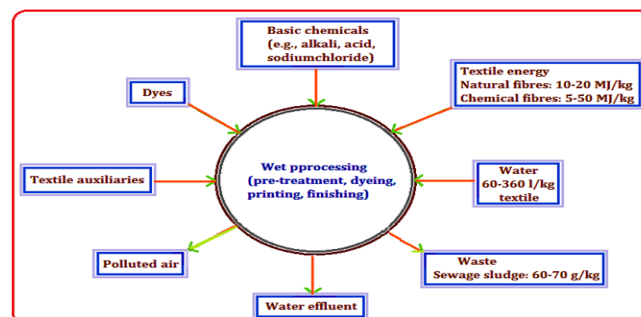 Basic chemicals
(e.g., alkali, acid,
sodiumchloride)
Textile energy
Natural fibres: 10-20 MJ/kg
Chemical fibres: 5-50 MJ/kg
Dyes
Wet pprocessing
(pre-treatment, dyeing,
printing, finishing)
Textile auxiliaries
Water
60-360 l/kg
textile
Polluted air
Waste
Sewage sludge: 60-70 g/kg
Water effluent